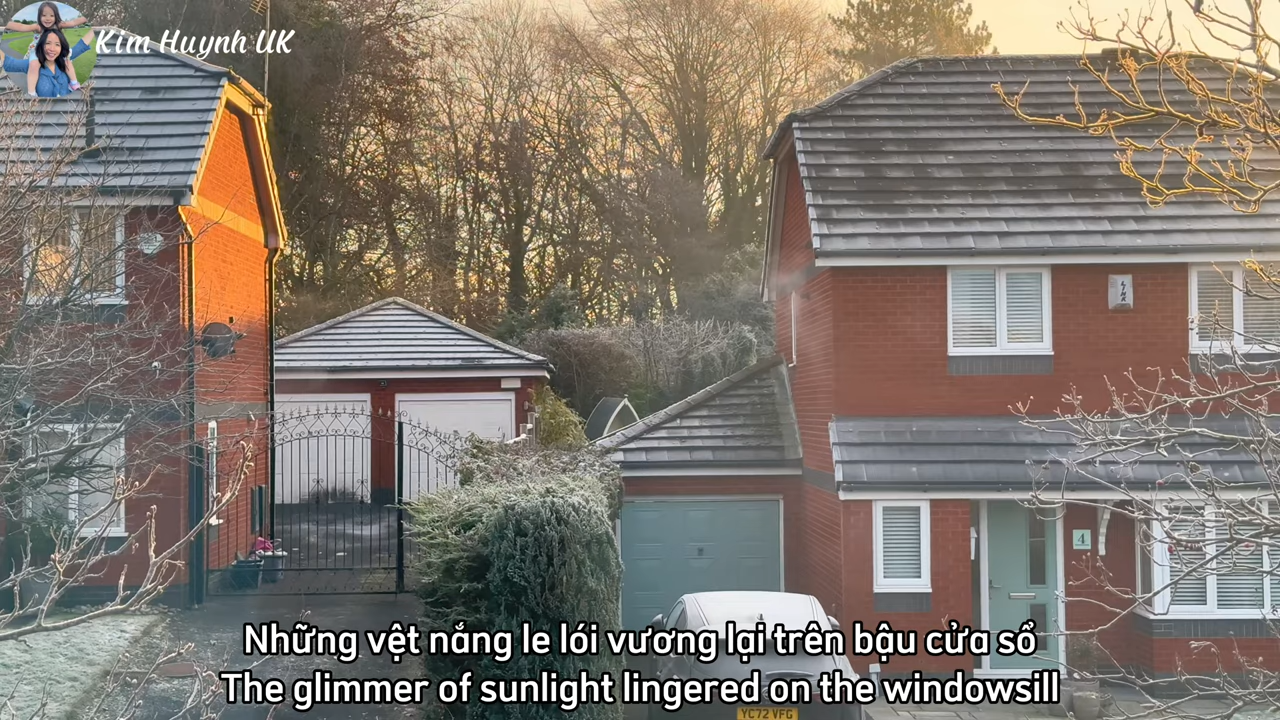 Kim Huynh UK
LINK
4
Những vệt nắng le lói vương lại trên bậu cửa sổ
The glimmer of sunlight lingered on the windowsill
YC72 VFG